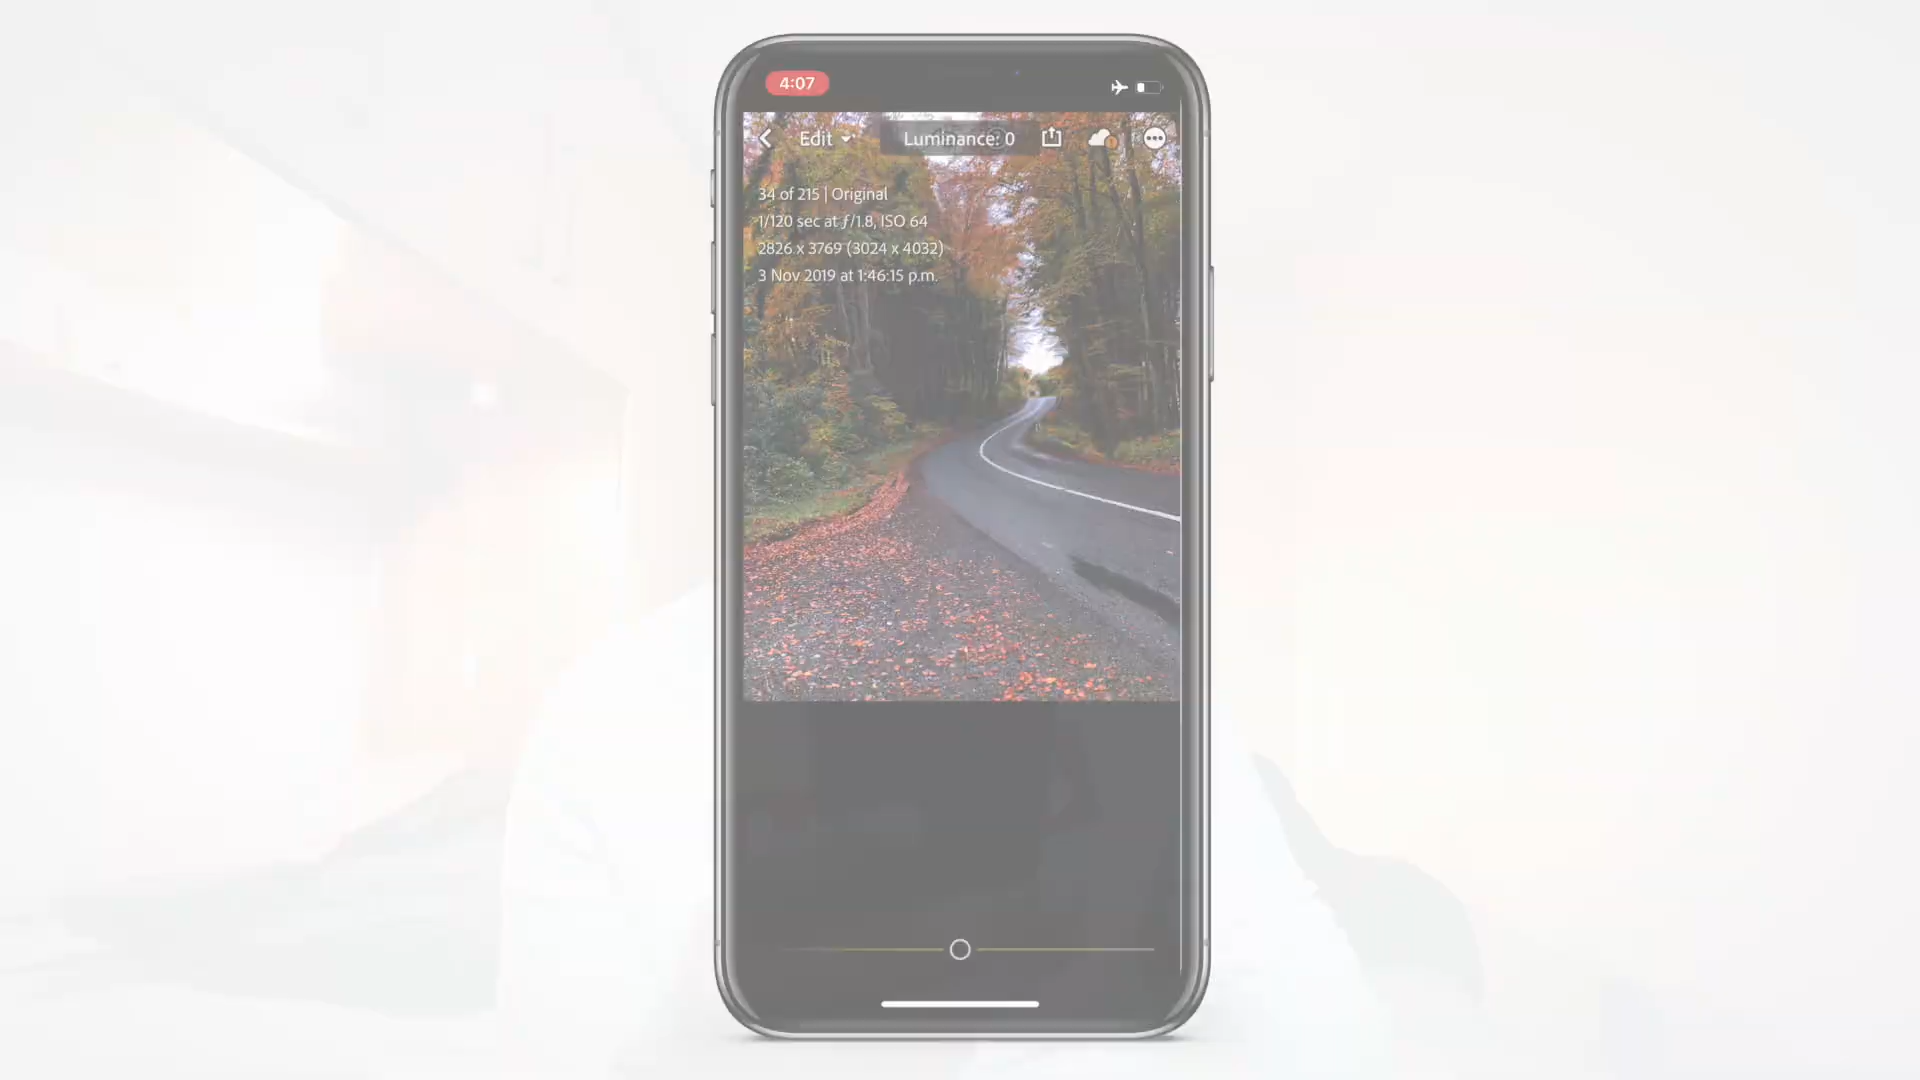 4:07
Edit
Luminance: 0
34 of 215 | Original
1/120 sec at ƒ/1.8, ISO 64
2826 x 3769 (3024 x 4032)
3 Nov 2019 at 1:46:15 p.m.